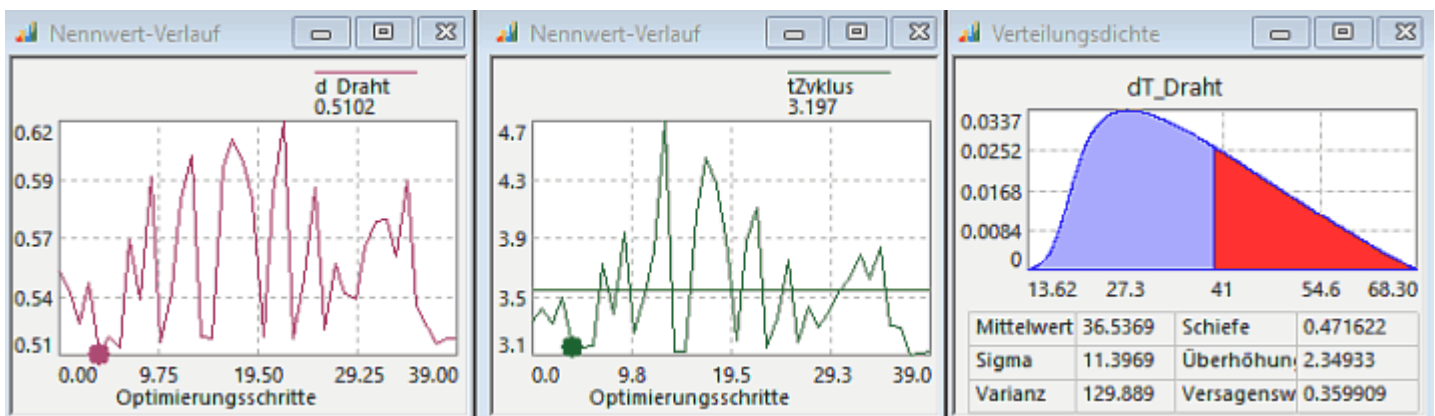 Nennwert-Verlauf
d_Draht
0.5102
0.62
0.59
0.57
0.54
0.51
0.00 9.75 19.50 29.25 39.00
Optimierungsschritte
Nennwert-Verlauf
tZyklus
3.197
4.7
4.3
3.9
3.5
3.1
0.0 9.8 19.5 29.3 39.0
Optimierungsschritte
Verteilungsdichte
dT_Draht
0.0337
0.0252
0.0168
0.0084
0
13.62 27.3 41 54.6 68.30
Mittelwert 36.5369 Schiefe 0.471622
Sigma 11.3969 Überhöhun 2.34933
Varianz 129.889 Versagensw 0.359909